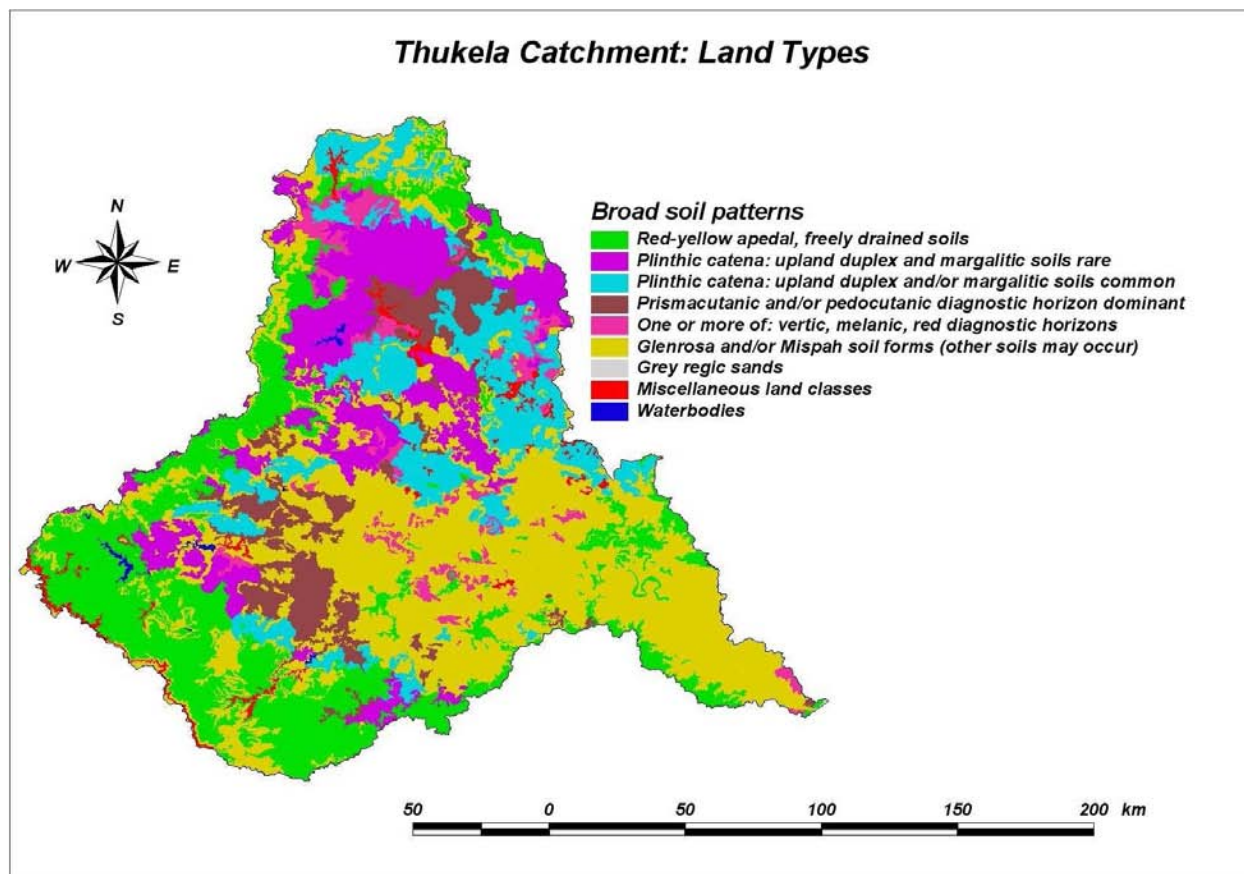 Thukela Catchment: Land Types
N
W E
S
Broad soil patterns
Red-yellow apedal, freely drained soils
Plinthic catena: upland duplex and margalitic soils rare
Plinthic catena: upland duplex and/or margalitic soils common
Prismacutanic and/or pedocutanic diagnostic horizon dominant
One or more of: vertic, melanic, red diagnostic horizons
Glenrosa and/or Mispah soil forms (other soils may occur)
Grey regic sands
Miscellaneous land classes
Waterbodies
50 0 50 100 150 200 km